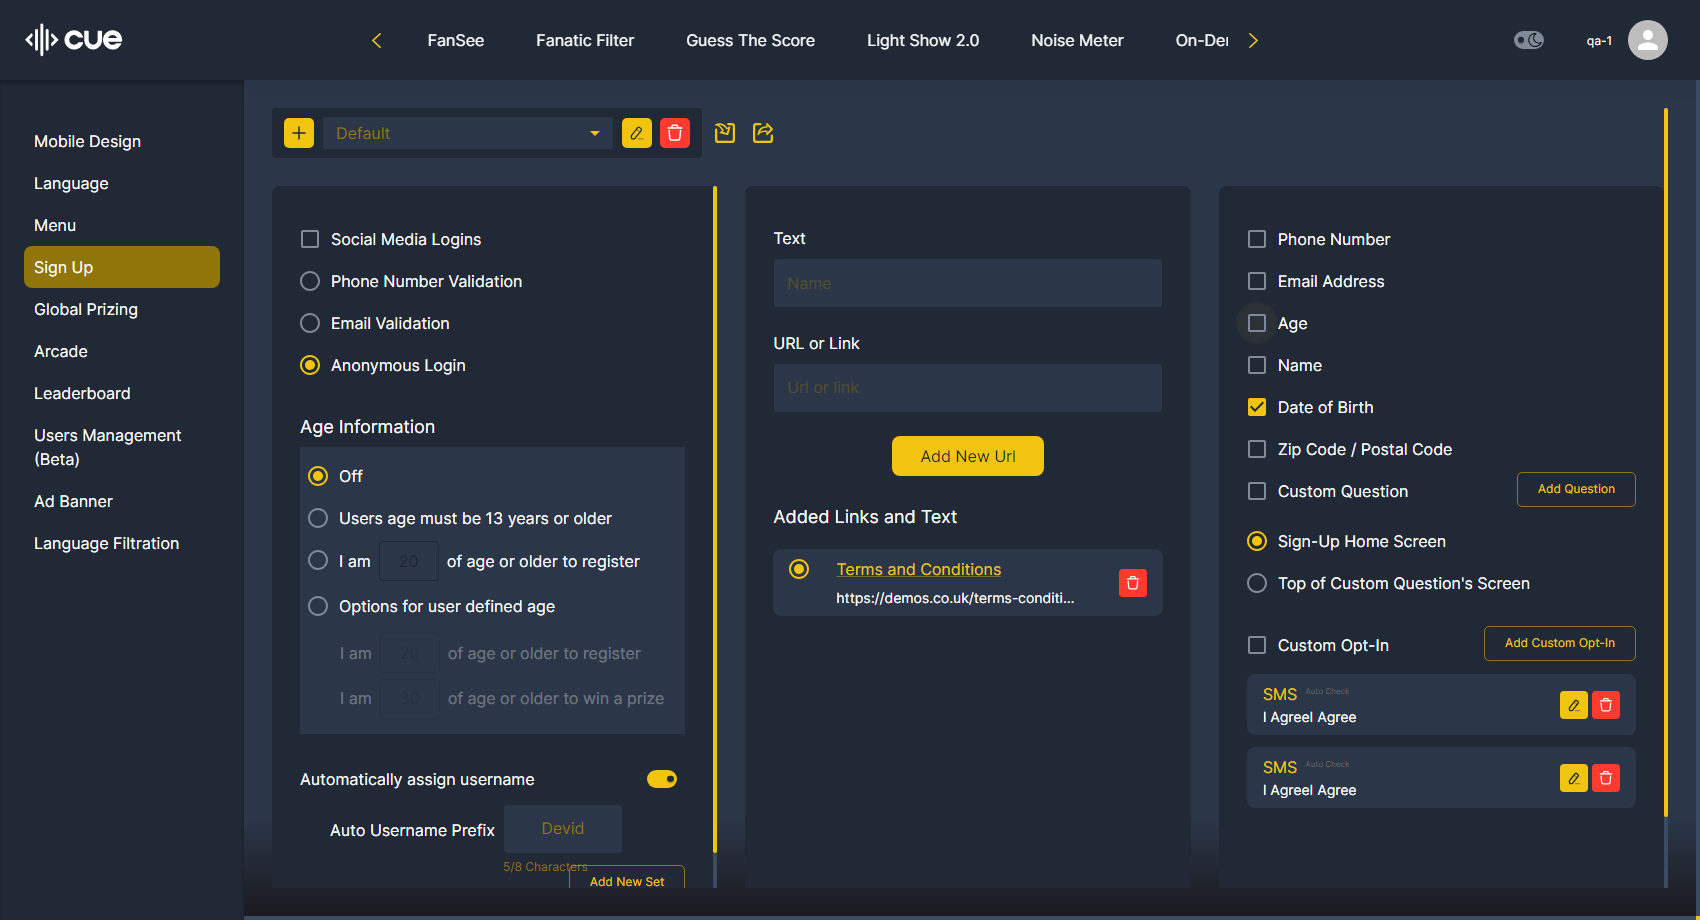 cue
FanSee
Fanatic Filter
Guess The Score
Light Show 2.0
Noise Meter
On-De
qa-1
Mobile Design
Language
Menu
Sign Up
Global Prizing
Arcade
Leaderboard
Users Management
(Beta)
Ad Banner
Language Filtration
Default
Social Media Logins
Phone Number Validation
Email Validation
Anonymous Login
Age Information
Off
Users age must be 13 years or older
I am 20 of age or older to register
Options for user defined age
I am 20 of age or older to register
I am 30 of age or older to win a prize
Automatically assign username
Auto Username Prefix Devid
5/8 Characters
Add New Set
Text
Name
URL or Link
Url or link
Add New Url
Added Links and Text
Terms and Conditions
https://demos.co.uk/terms-conditi...
Phone Number
Email Address
Age
Name
Date of Birth
Zip Code / Postal Code
Custom Question Add Question
Sign-Up Home Screen
Top of Custom Question's Screen
Custom Opt-In Add Custom Opt-In
SMS Auto Check
I AgreeI Agree
SMS Auto Check
I AgreeI Agree